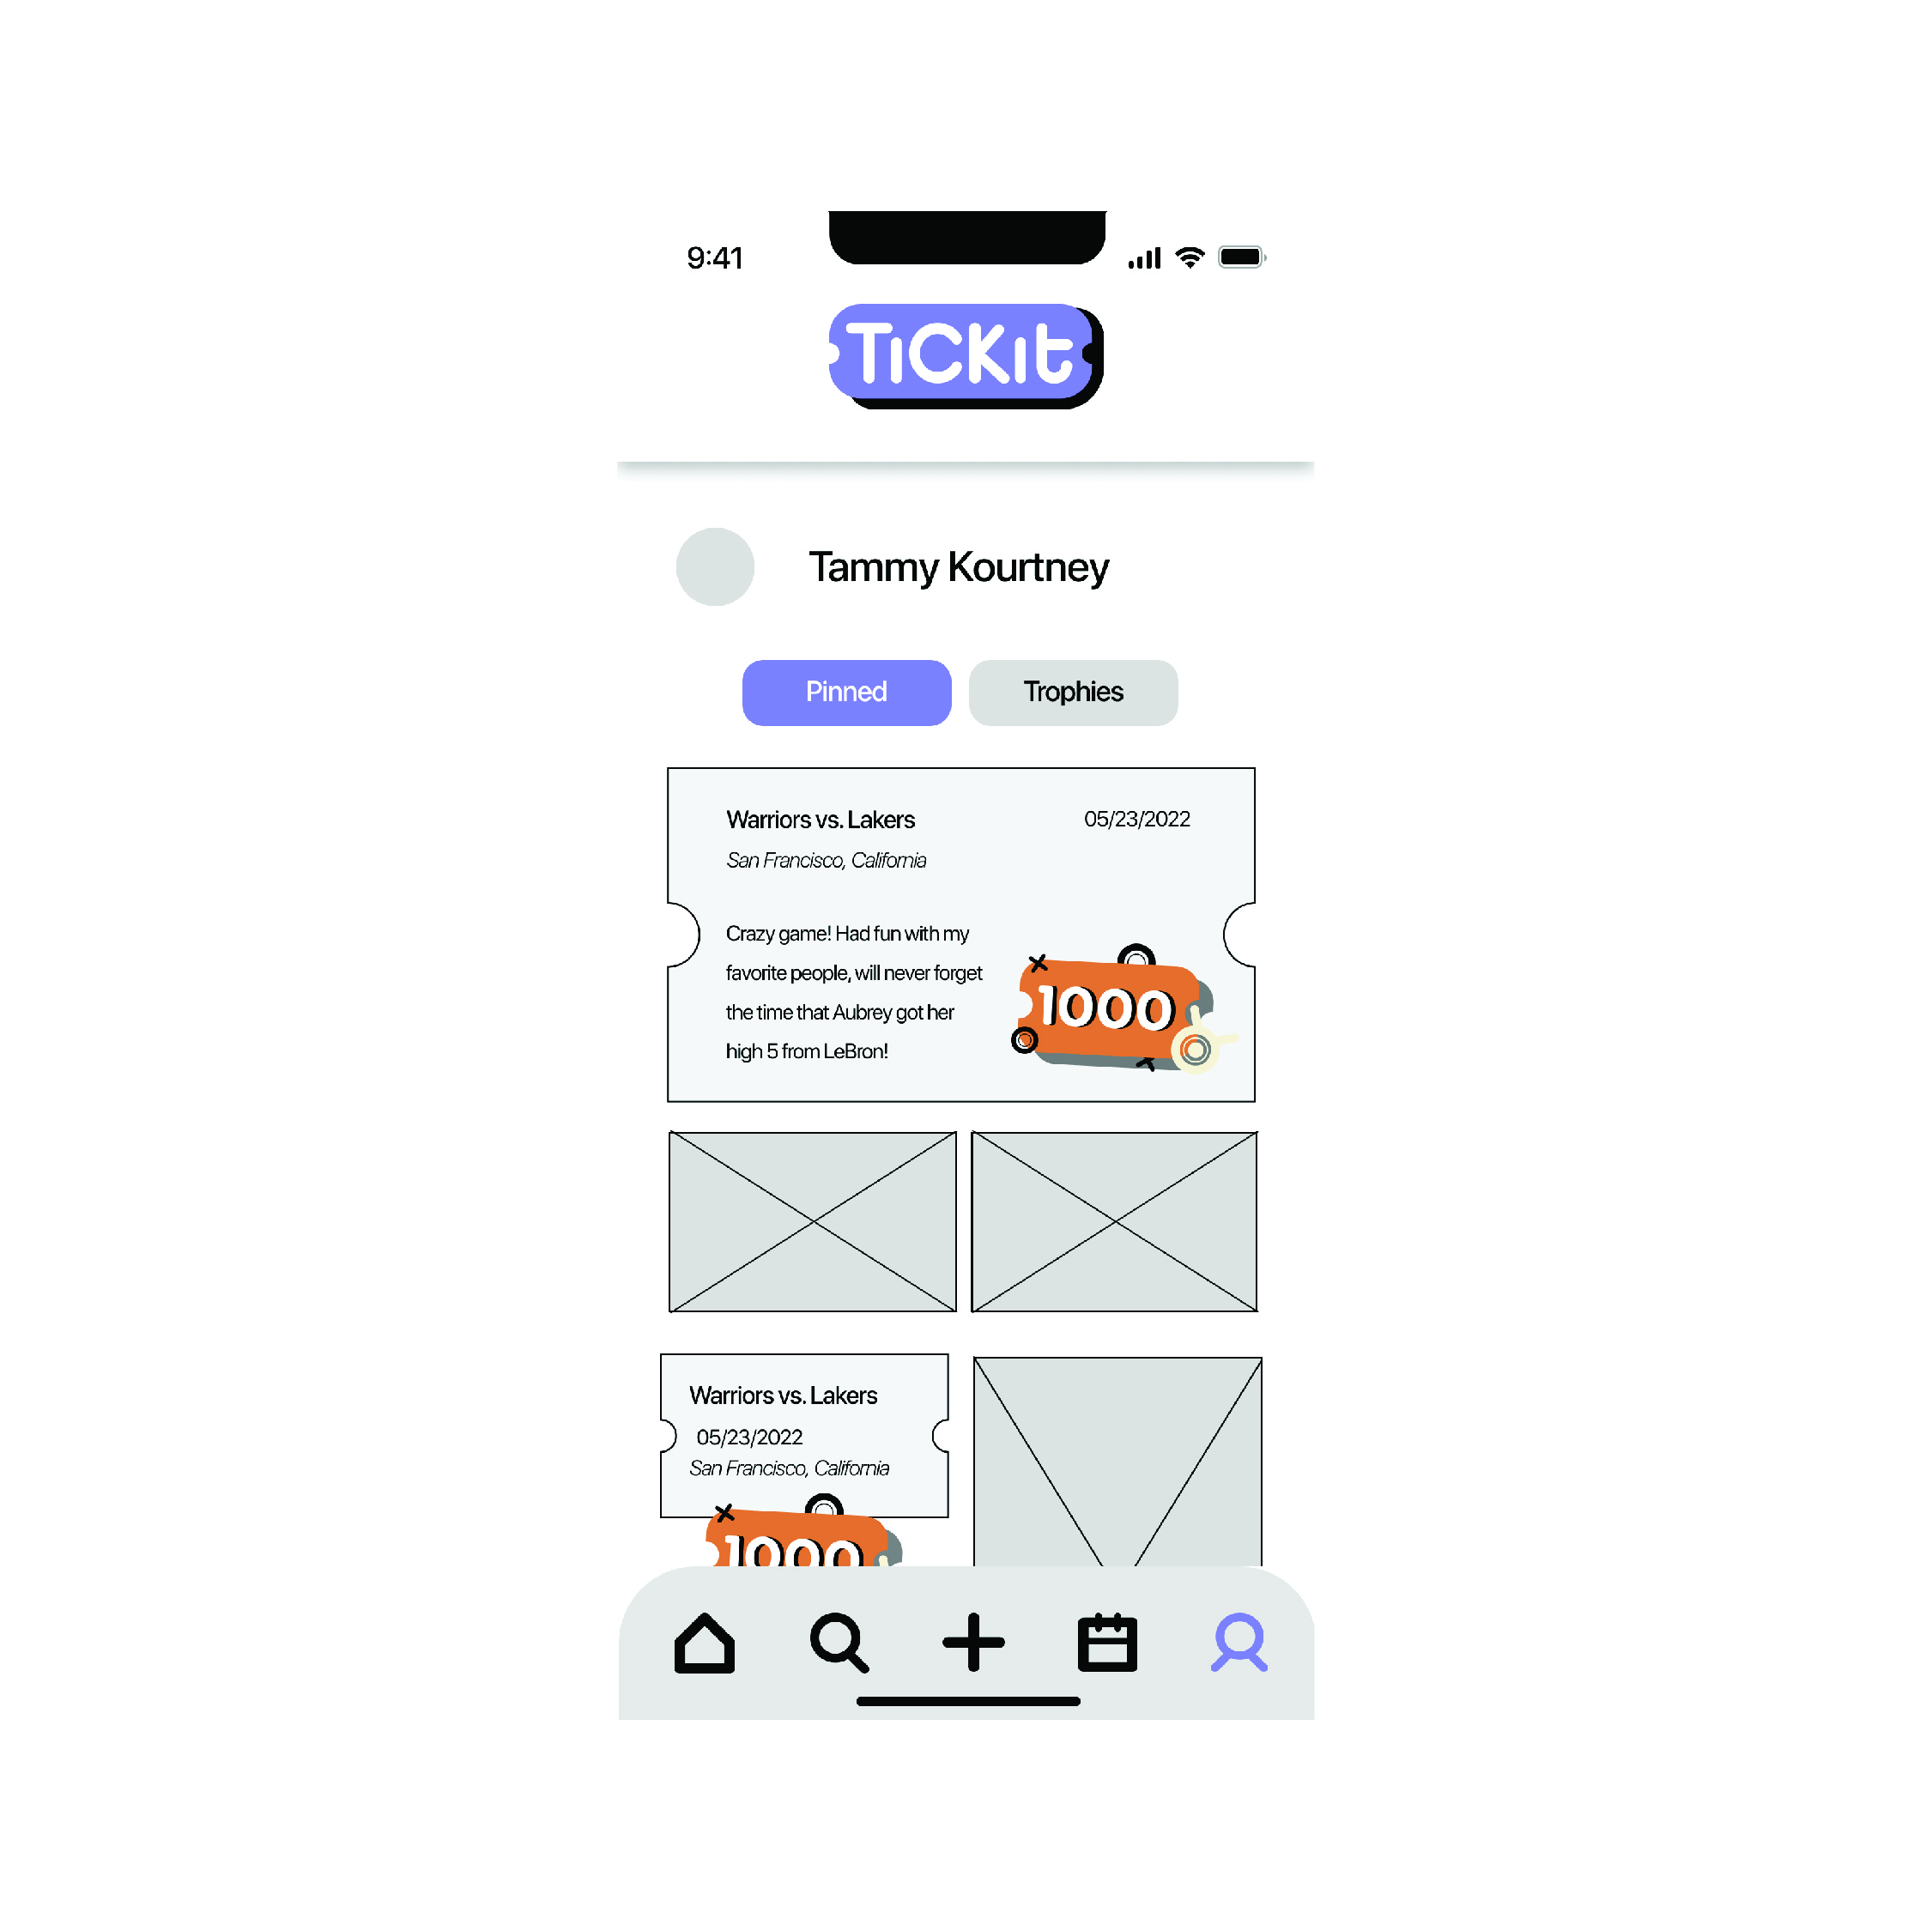 9:41
TiCKit
Tammy Kourtney
Pinned
Trophies
Warriors vs. Lakers
05/23/2022
San Francisco, California
Crazy game! Had fun with my
favorite people, will never forget
the time that Aubrey got her
high 5 from LeBron!
1000
Warriors vs. Lakers
05/23/2022
San Francisco, California
1000